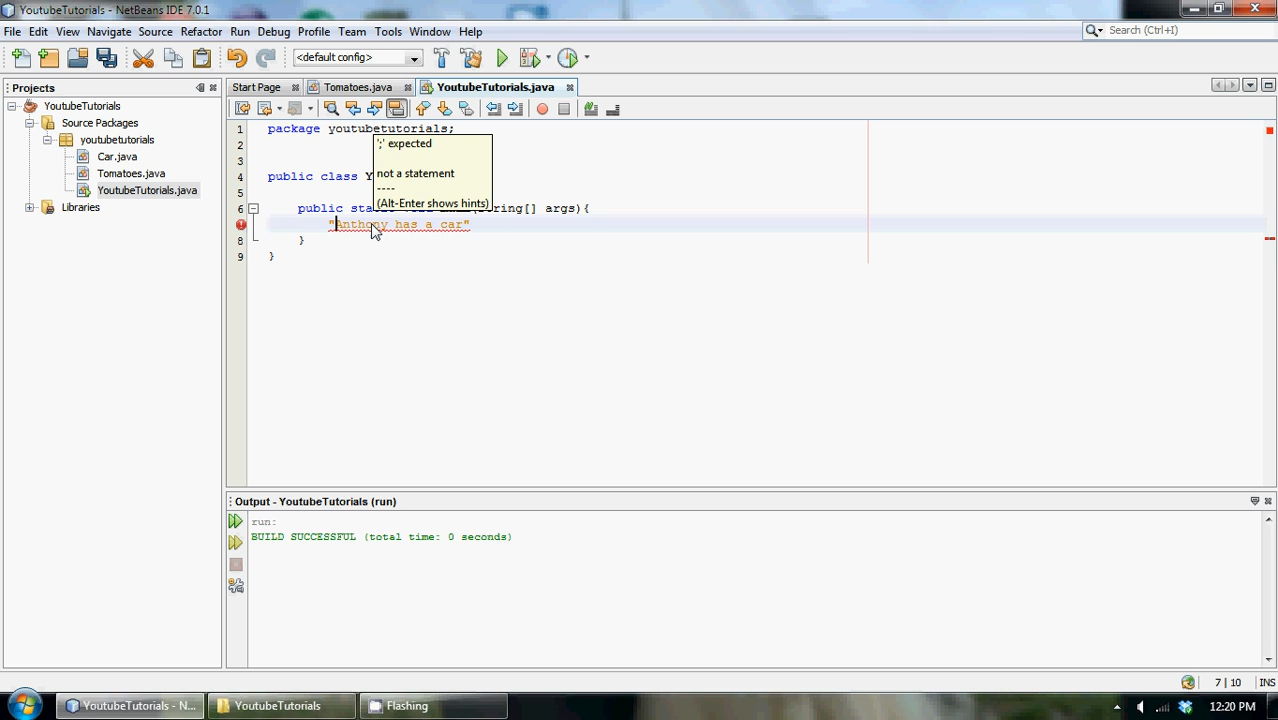 YoutubeTutorials - NetBeans IDE 7.0.1
File Edit View Navigate Source Refactor Run Debug Profile Team Tools Window Help
Search (Ctrl+I)
<default config>
Projects
Start Page
Tomatoes.java
YoutubeTutorials.java
YoutubeTutorials
Source Packages
youtubetutorials
Car.java
Tomatoes.java
YoutubeTutorials.java
Libraries
1 package youtubetutorials;
2
3
4 public class Y
5
6 public sta tring[] args){
"Anthony has a car"
8 }
9 }
';' expected
not a statement
----
(Alt-Enter shows hints)
Output - YoutubeTutorials (run)
run:
BUILD SUCCESSFUL (total time: 0 seconds)
7 | 10 INS
YoutubeTutorials - N...
YoutubeTutorials
Flashing
12:20 PM